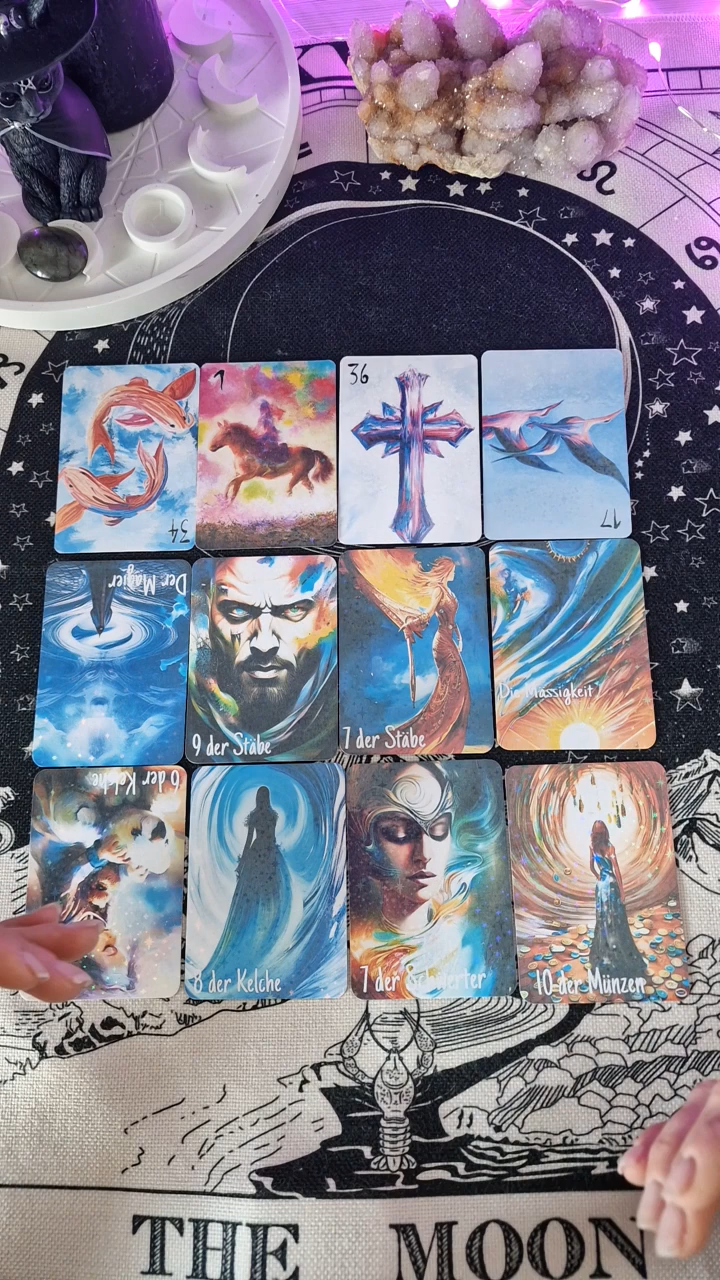 34
1
36
17
Der Magier
9 der Stäbe
7 der Stäbe
Die Mässigkeit
6 der Kelche
8 der Kelche
7 der Schwerter
10 der Münzen
THE MOON